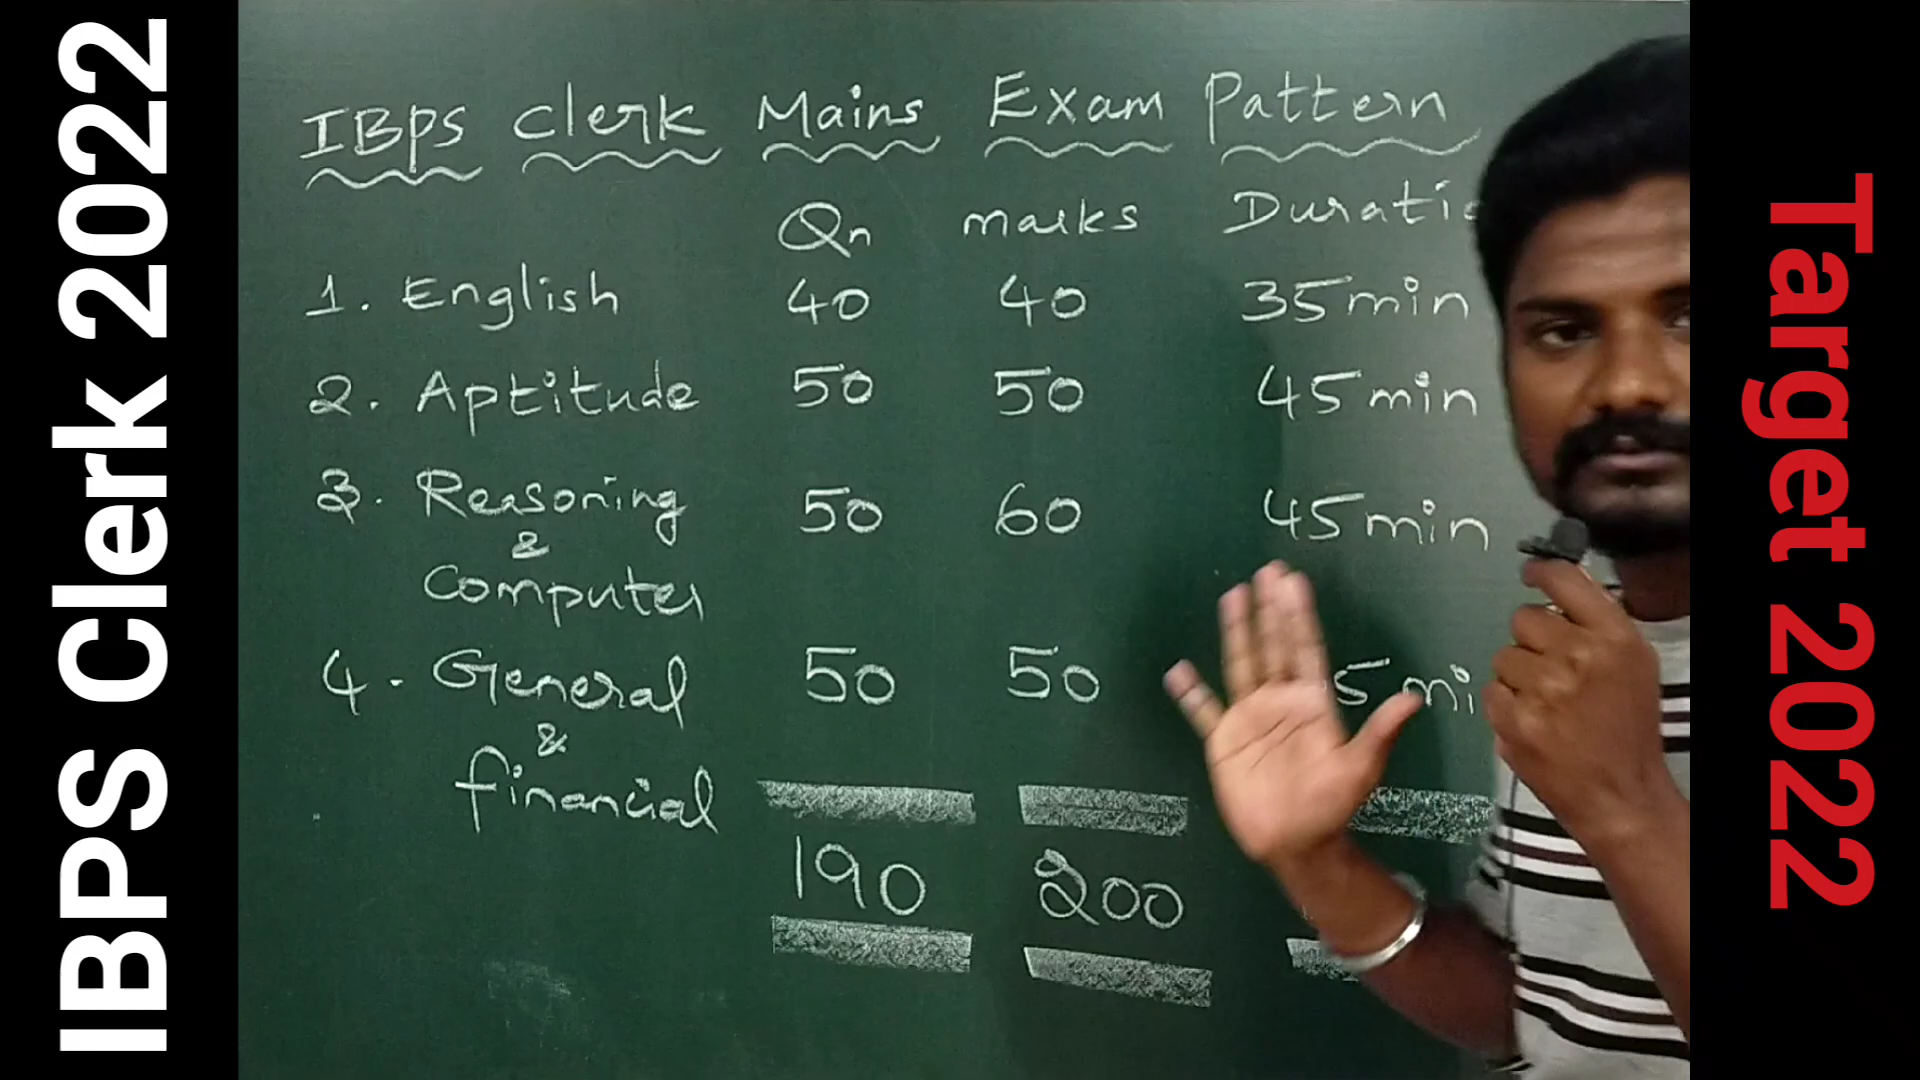 IBPS Clerk 2022
IBPS Clerk Mains Exam Pattern
Qn marks
1. English 40 40 35min
2. Aptitude 50 50 45min
3. Reasoning 50 60 45min
&
Computer
4. General 50 50
&
financial
190 200
Target 2022